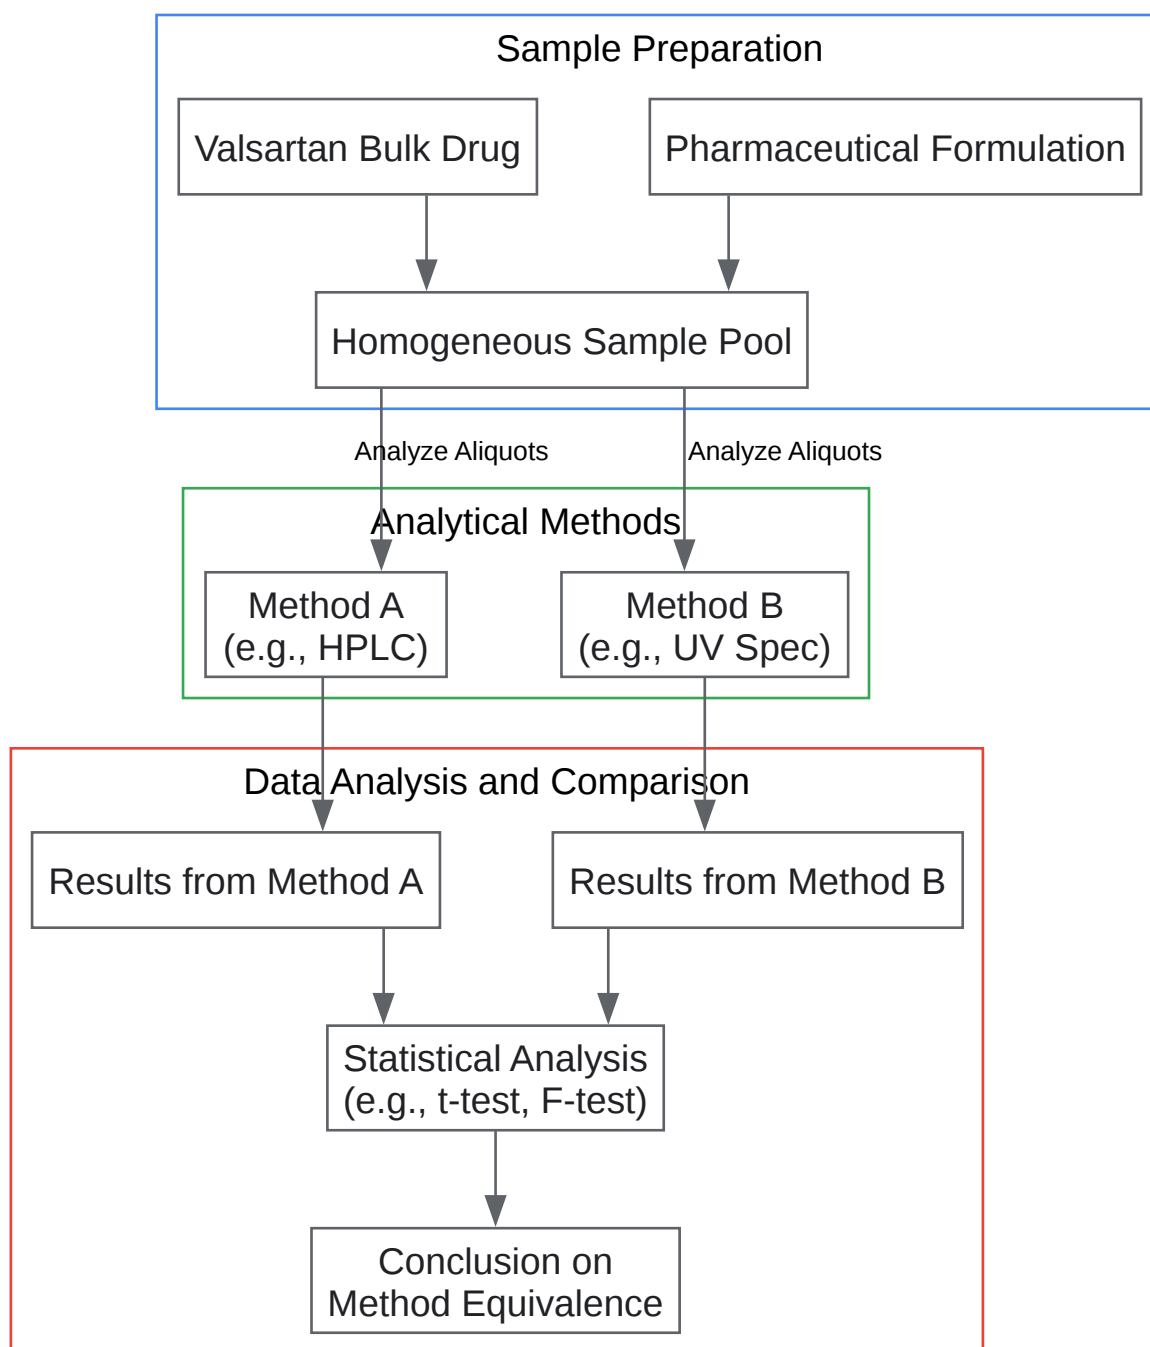 Sample Preparation
Valsartan Bulk Drug
Pharmaceutical Formulation
Homogeneous Sample Pool
Analyze Aliquots
Analyze Aliquots
Analytical Methods
Method A
(e.g., HPLC)
Method B
(e.g., UV Spec)
Data Analysis and Comparison
Results from Method A
Results from Method B
Statistical Analysis
(e.g., t-test, F-test)
Conclusion on
Method Equivalence